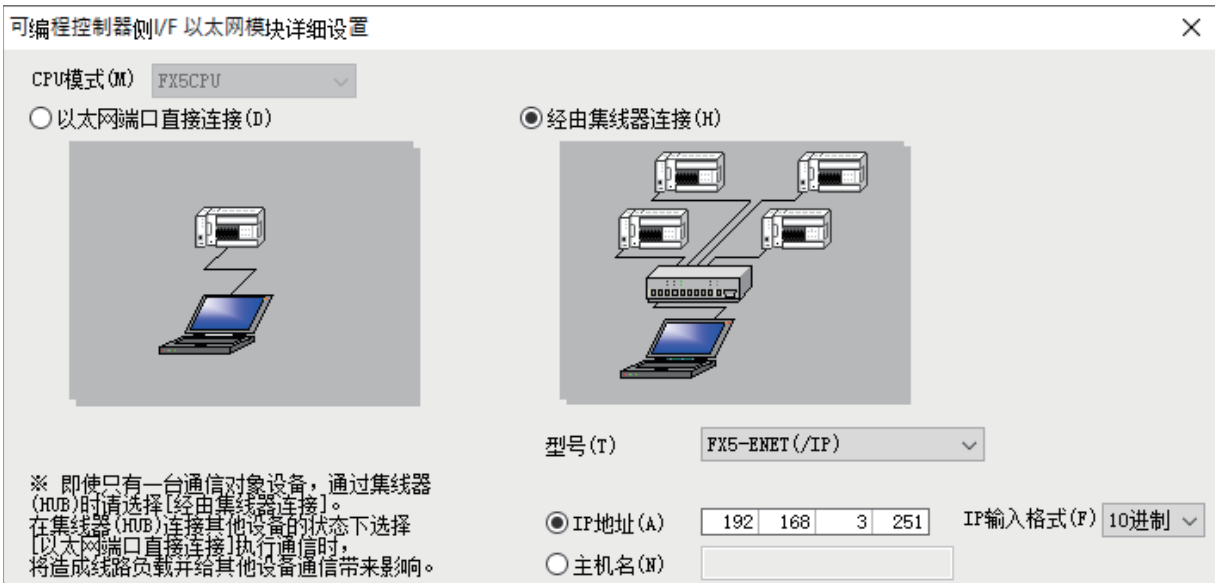 可编程控制器侧I/F 以太网模块详细设置
CPU模式(M) FX5CPU
以太网端口直接连接(D)
经由集线器连接(H)
型号(T) FX5-ENET(/IP)
※ 即使只有一台通信对象设备，通过集线器
(HUB)时请选择[经由集线器连接]。
在集线器(HUB)连接其他设备的状态下选择
[以太网端口直接连接]执行通信时，
将造成线路负载并给其他设备通信带来影响。
IP地址(A) 192 168 3 251 IP输入格式(F) 10进制
主机名(N)